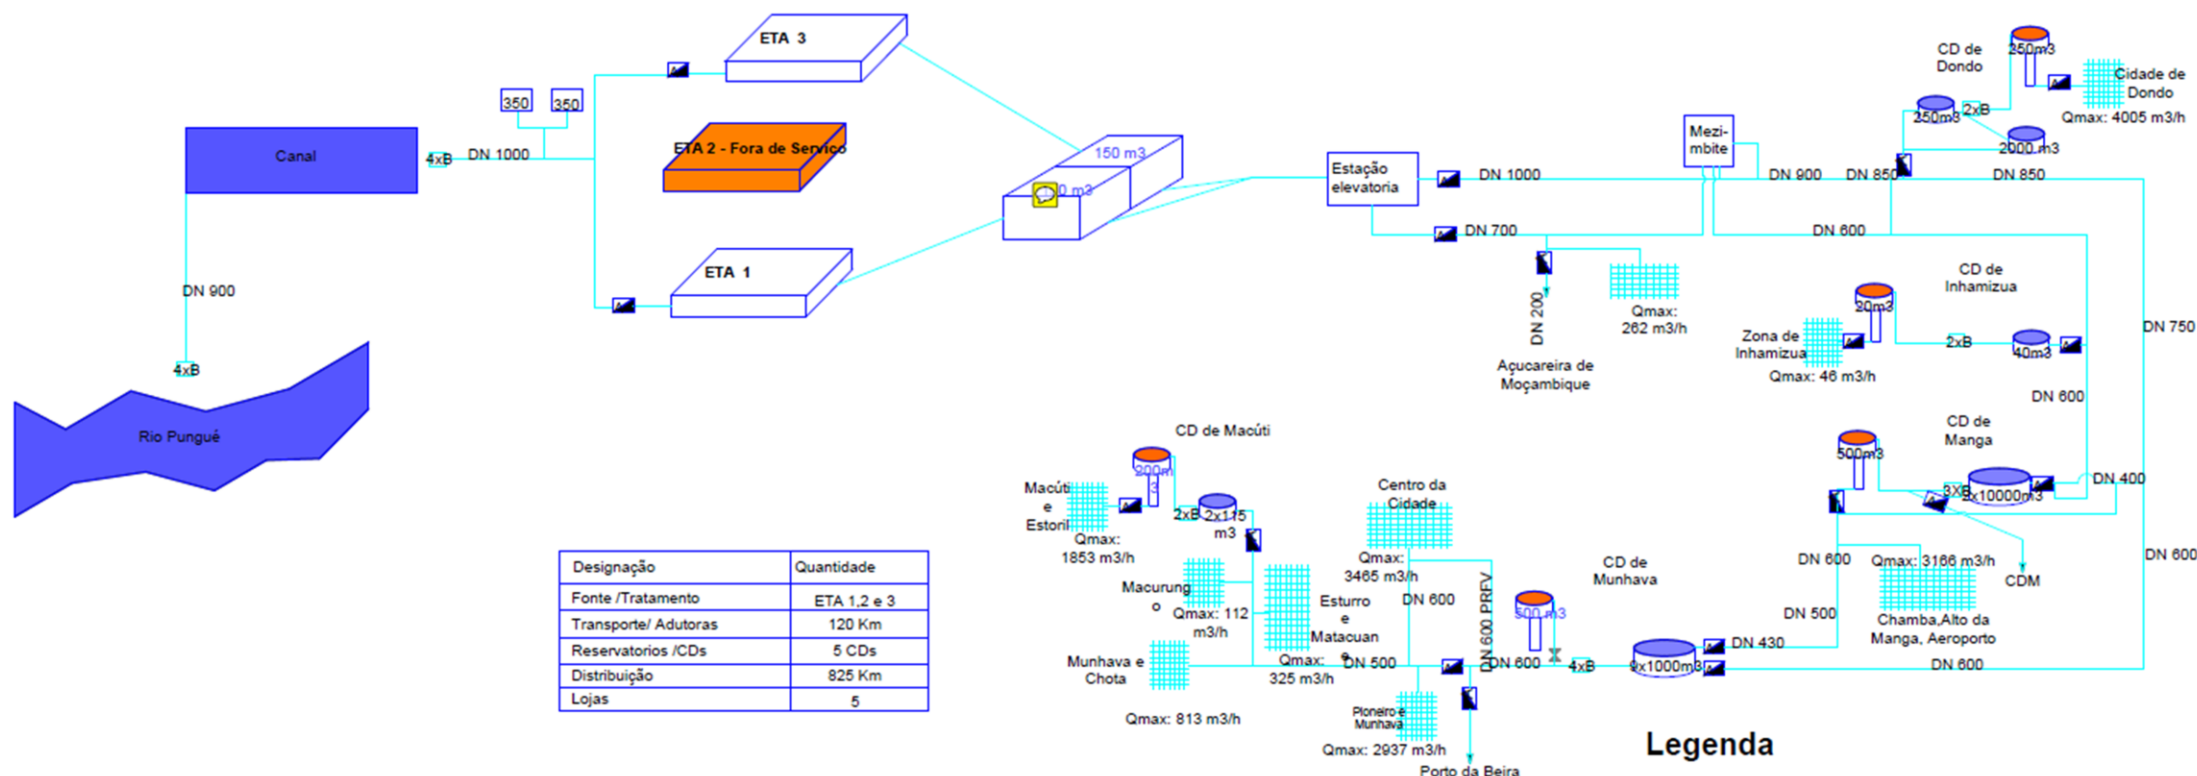 ETA 3
350
350
Canal
4xB
DN 1000
ETA 2 - Fora de Serviço
150 m3
0 m3
ETA 1
DN 900
4xB
Rio Pungué
Estação
elevatoria
DN 1000
DN 700
Mezi-
mbite
DN 900
DN 850
DN 850
CD de
Dondo
350m3
250m3
2xB
2000 m3
Cidade de
Dondo
Qmax: 4005 m3/h
DN 600
DN 200
Açucareira de
Moçambique
Qmax:
262 m3/h
CD de
Inhamizua
20m3
Zona de
Inhamizua
2xB
40m3
Qmax: 46 m3/h
DN 750
DN 600
CD de
Manga
500m3
3xB
x10000m3
DN 400
DN 600
DN 600
Qmax: 3166 m3/h
CDM
DN 500
Chamba,Alto da
Manga, Aeroporto
CD de Macúti
200m
3
Macúti
e
Estoril
2xB
2x115
m3
Qmax:
1853 m3/h
Macurung
o
Qmax: 112
m3/h
Esturro
e
Matacuan
e
Qmax:
325 m3/h
Munhava e
Chota
Qmax: 813 m3/h
Centro da
Cidade
Qmax:
3465 m3/h
DN 600
DN 600 PRFV
DN 500
DN 600
CD de
Munhava
500 m3
4xB
9x1000m3
DN 430
DN 600
Pioneiro e
Munhava
Qmax: 2937 m3/h
Porto da Beira
Designação Quantidade
Fonte /Tratamento ETA 1,2 e 3
Transporte/ Adutoras 120 Km
Reservatorios /CDs 5 CDs
Distribuição 825 Km
Lojas 5
Legenda